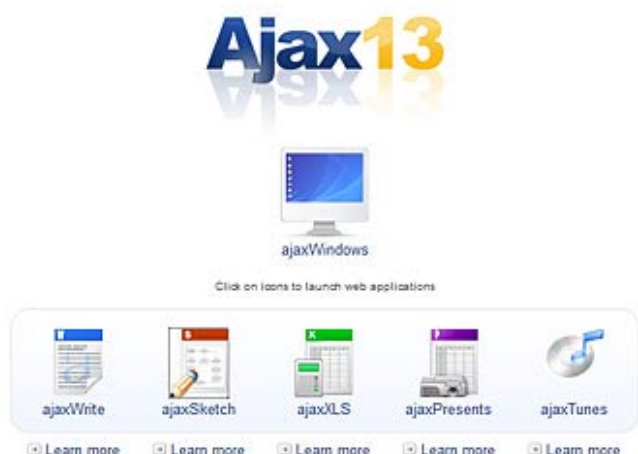 Ajax13
ajaxWindows
Click on icons to launch web applications
ajaxWrite ajaxSketch ajaxXLS ajaxPresents ajaxTunes
Learn more Learn more Learn more Learn more Learn more